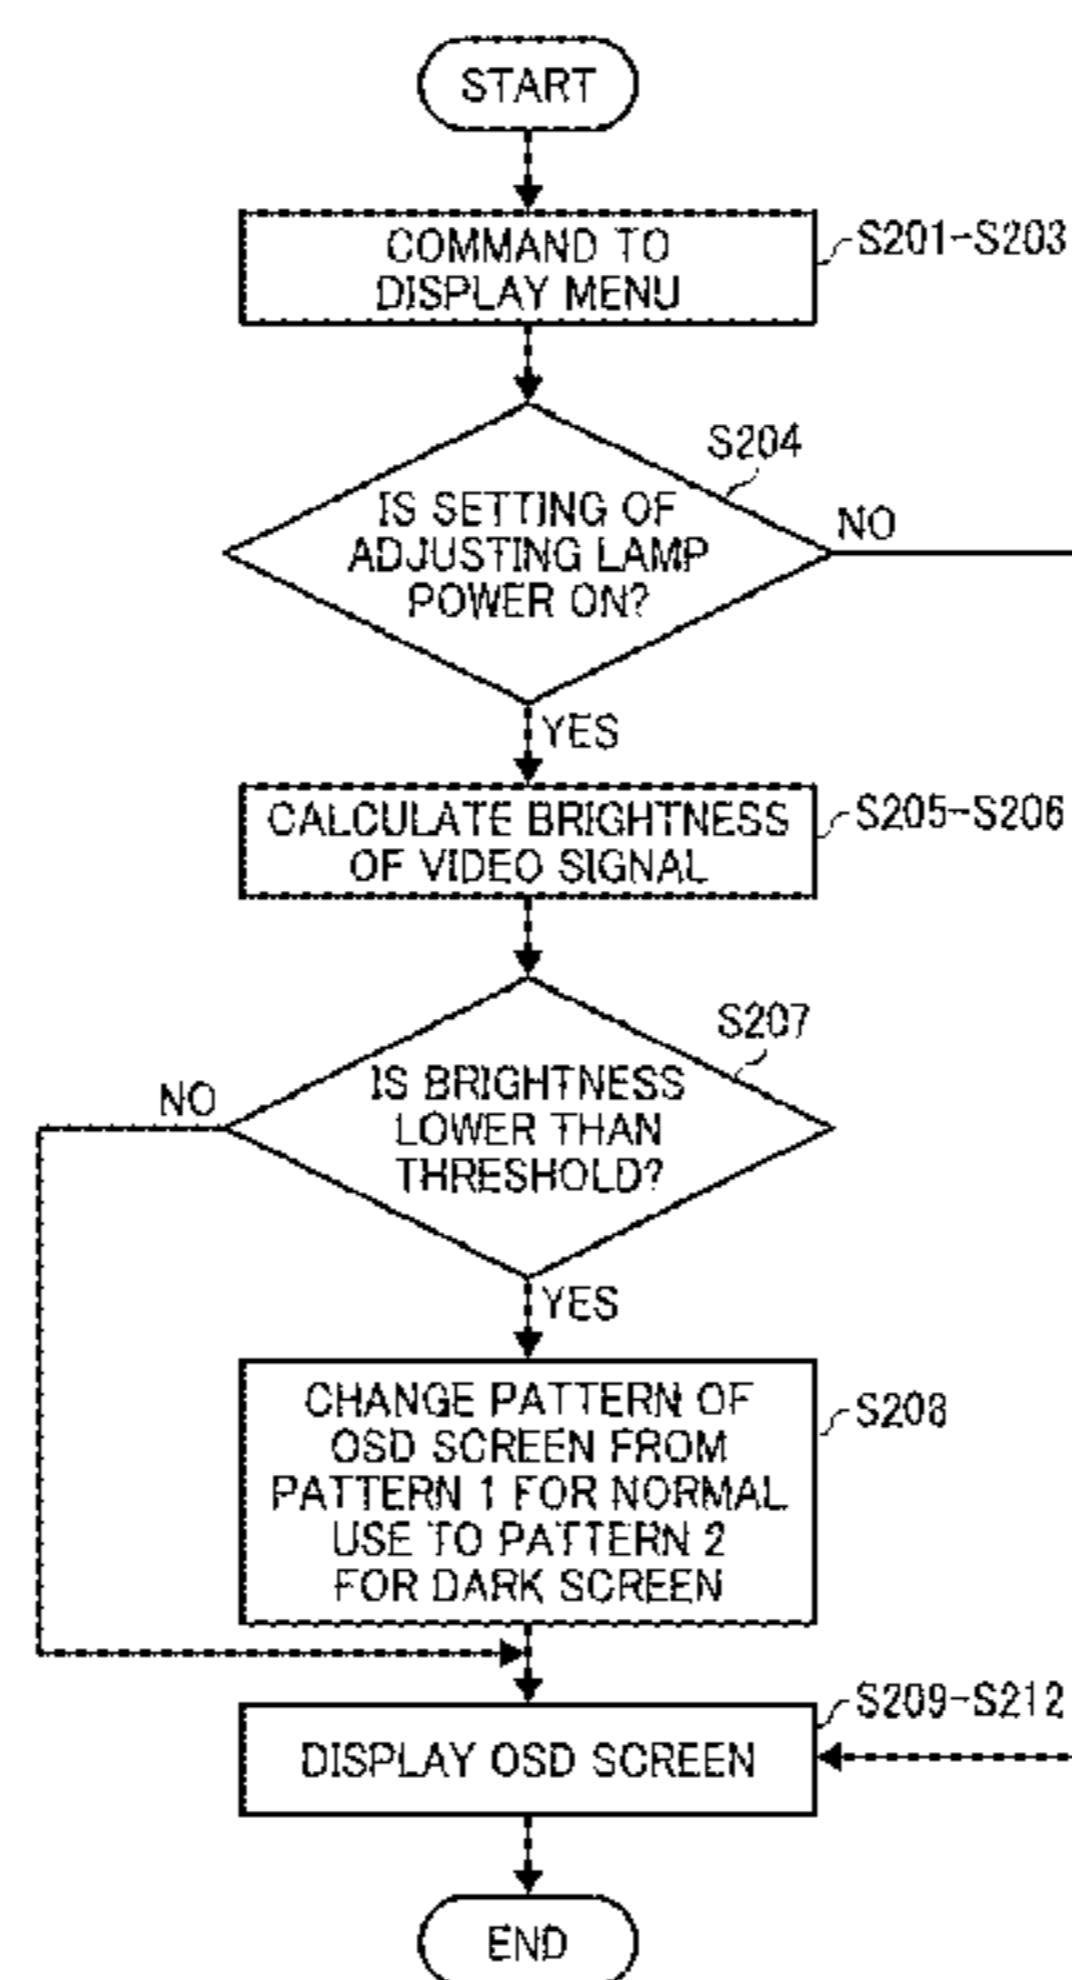 START
COMMAND TO
DISPLAY MENU
S201-S203
S204
IS SETTING OF
ADJUSTING LAMP
POWER ON?
NO
YES
CALCULATE BRIGHTNESS
OF VIDEO SIGNAL
S205-S206
S207
IS BRIGHTNESS
LOWER THAN
THRESHOLD?
NO
YES
CHANGE PATTERN OF
OSD SCREEN FROM
PATTERN 1 FOR NORMAL
USE TO PATTERN 2
FOR DARK SCREEN
S208
S209-S212
DISPLAY OSD SCREEN
END